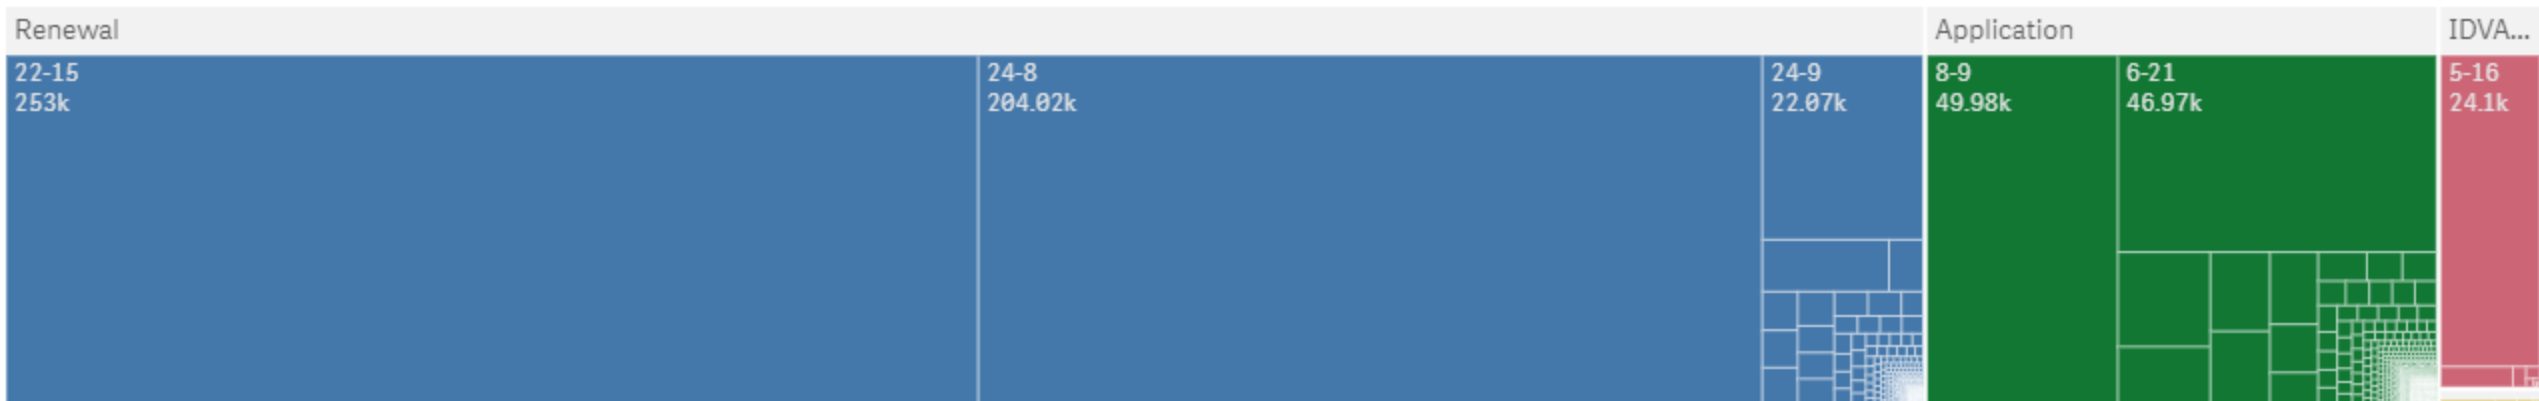 Renewal
22-15
253k
24-8
204.02k
24-9
22.07k
Application
8-9
49.98k
6-21
46.97k
IDVA...
5-16
24.1k